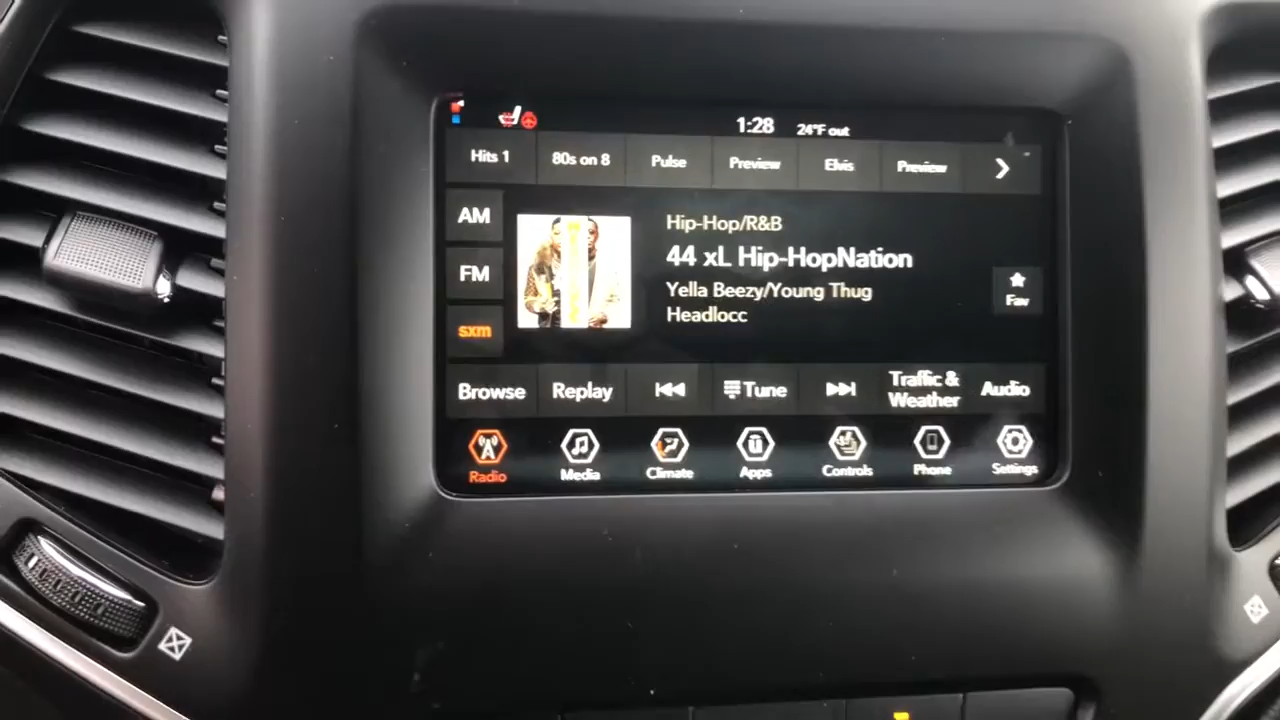 1:28 24°F out
Hits 1 80s on 8 Pulse Preview Elvis Preview
AM
FM
sxm
Hip-Hop/R&B
44 xL Hip-HopNation
Yella Beezy/Young Thug
Headlocc
Fav
Browse Replay Tune Traffic &
Weather Audio
Radio Media Climate Apps Controls Phone Settings